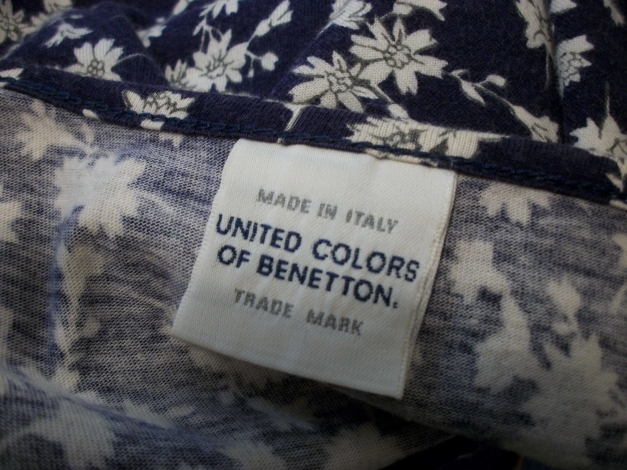 MADE IN ITALY
UNITED COLORS
OF BENETTON.
TRADE MARK